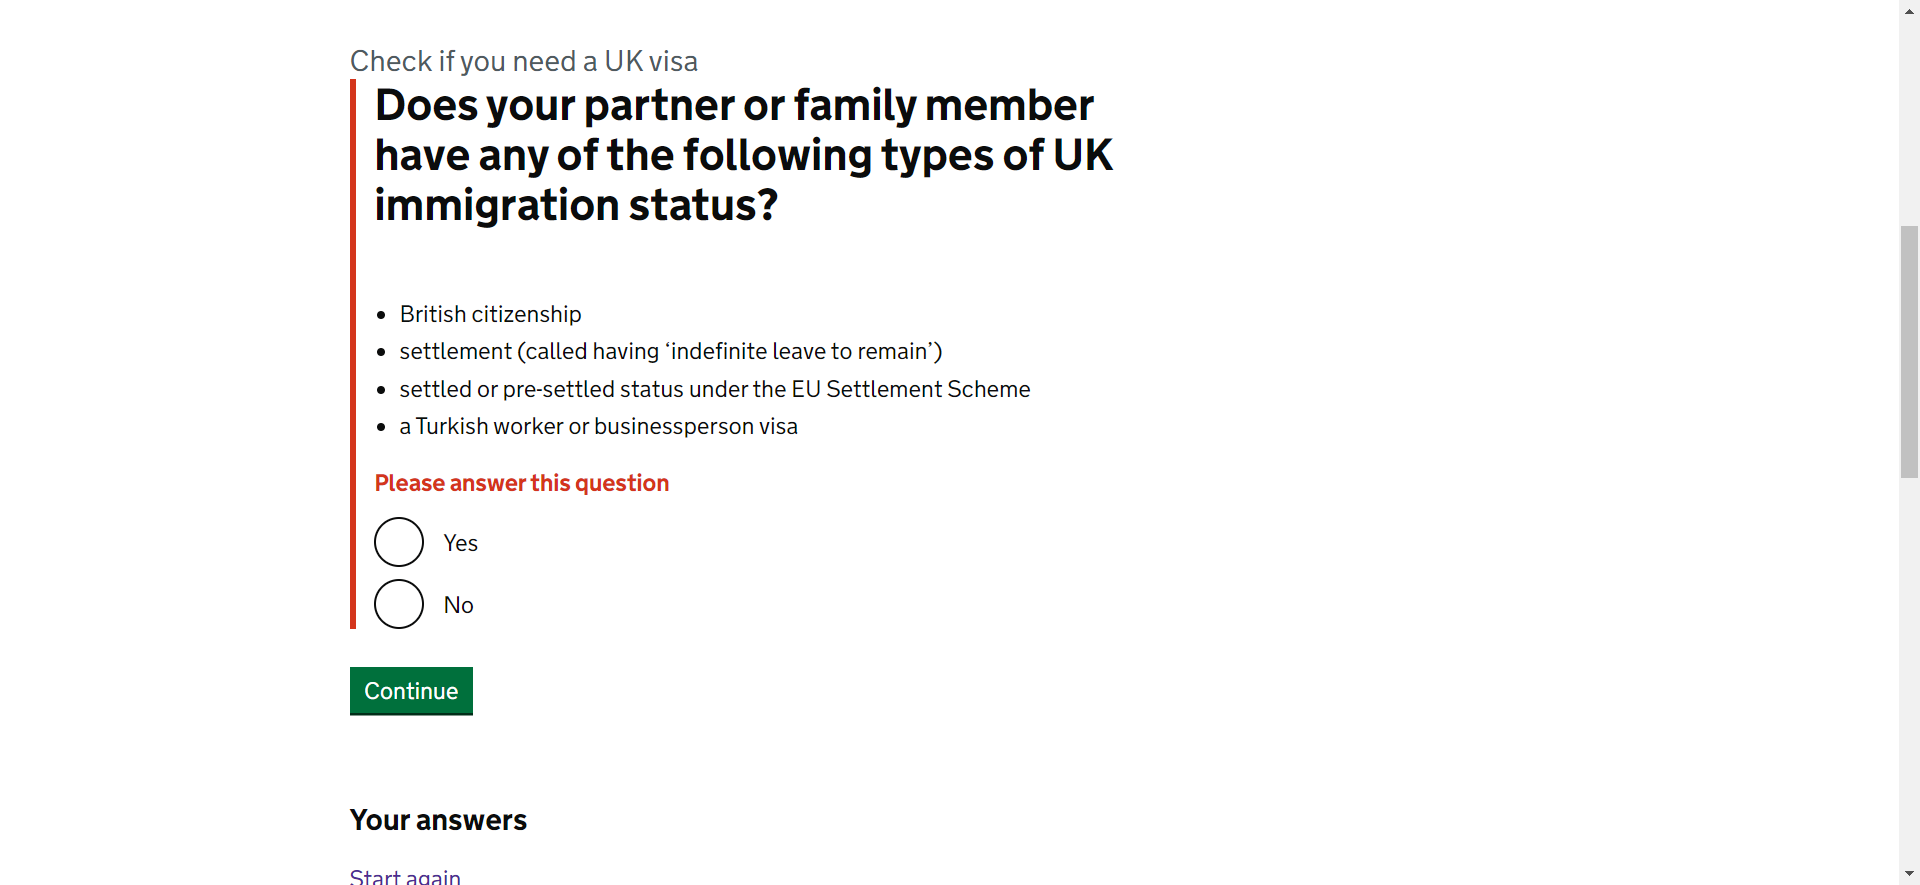 Check if you need a UK visa
Does your partner or family member
have any of the following types of UK
immigration status?
British citizenship
settlement (called having ‘indefinite leave to remain’)
settled or pre-settled status under the EU Settlement Scheme
a Turkish worker or businessperson visa
Please answer this question
Yes
No
Continue
Your answers
Start again